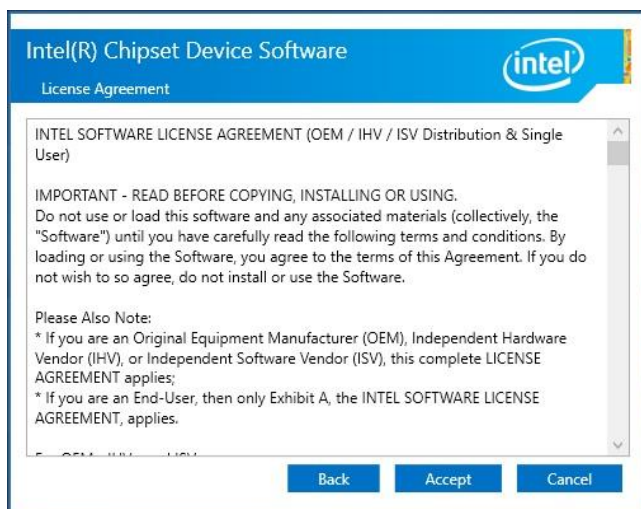 Intel(R) Chipset Device Software
intel
License Agreement
INTEL SOFTWARE LICENSE AGREEMENT (OEM / IHV / ISV Distribution & Single
User)
IMPORTANT - READ BEFORE COPYING, INSTALLING OR USING.
Do not use or load this software and any associated materials (collectively, the
"Software") until you have carefully read the following terms and conditions. By
loading or using the Software, you agree to the terms of this Agreement. If you do
not wish to so agree, do not install or use the Software.
Please Also Note:
* If you are an Original Equipment Manufacturer (OEM), Independent Hardware
Vendor (IHV), or Independent Software Vendor (ISV), this complete LICENSE
AGREEMENT applies;
* If you are an End-User, then only Exhibit A, the INTEL SOFTWARE LICENSE
AGREEMENT, applies.
Back Accept Cancel